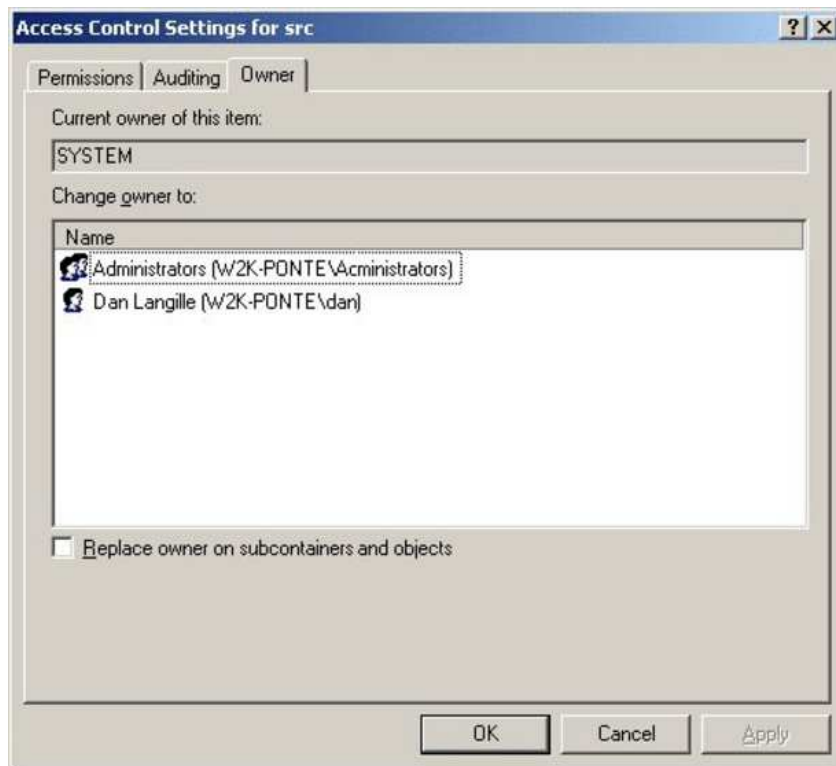 Access Control Settings for src
Permissions Auditing Owner
Current owner of this item:
SYSTEM
Change owner to:
Name
Administrators (W2K-PONTE\Acministrators)
Dan Langille (W2K-PONTE\dan)
Replace owner on subcontainers and objects
OK Cancel Apply